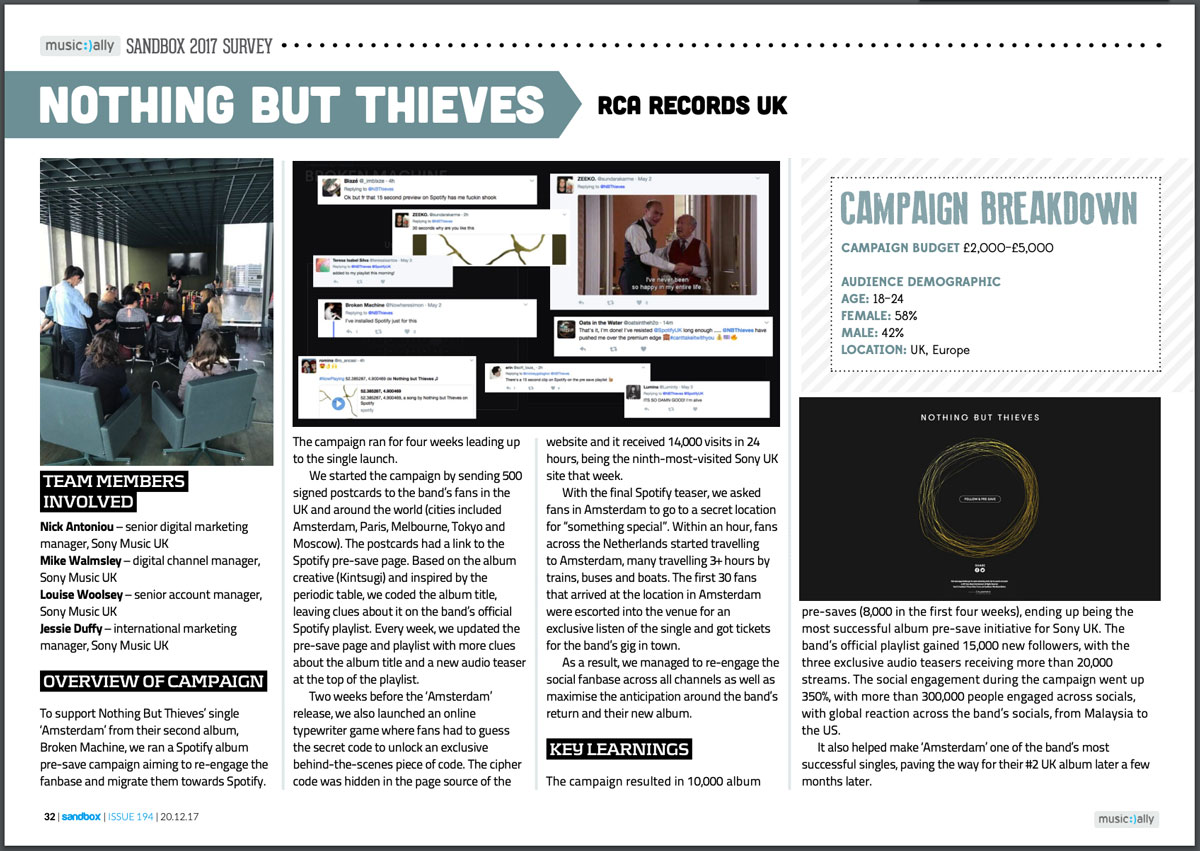 music:)ally SANDBOX 2017 SURVEY
NOTHING BUT THIEVES
RCA RECORDS UK
TEAM MEMBERS
INVOLVED
Nick Antoniou – senior digital marketing
manager, Sony Music UK
Mike Walmsley – digital channel manager,
Sony Music UK
Louise Woolsey – senior account manager,
Sony Music UK
Jessie Duffy – international marketing
manager, Sony Music UK
OVERVIEW OF CAMPAIGN
To support Nothing But Thieves’ single
‘Amsterdam’ from their second album,
Broken Machine, we ran a Spotify album
pre-save campaign aiming to re-engage the
fanbase and migrate them towards Spotify.
BROKEN MACHINE
Blazé @_imblaze · 4h
Replying to @NBThieves
Ok but fr that 15 second preview on Spotify has me fuckin shook
ZEEKO. @sundarakarma · 2h
Replying to @NBThieves
30 seconds why are you like this
Teresa Isabel Silva
added to my playlist this morning!
Broken Machine @Nowheresimon · May 2
Replying to @NBThieves
I've installed Spotify just for this
romina
#NowPlaying 52.385287, 4.900469 do Nothing but Thieves
52.385287, 4.900469
52.385287, 4.900469, a song by Nothing but Thieves on
Spotify
spotify
ZEEKO. @sundarakarma · May 2
Replying to @NBThieves
I've never been
so happy in my entire life
Oats in the Water @oatsintheh2o · 14m
That's it, I'm done! I've resisted @SpotifyUK long enough .... @NBThieves have
pushed me over the premium edge #canttakeitwithyou
There's a 15 second clip on Spotify on the pre save playlist
Lumina
Replying to @NBThieves @SpotifyUK
ITS SO DAMN GOOD! I'm alive
The campaign ran for four weeks leading up
to the single launch.
We started the campaign by sending 500
signed postcards to the band’s fans in the
UK and around the world (cities included
Amsterdam, Paris, Melbourne, Tokyo and
Moscow). The postcards had a link to the
Spotify pre-save page. Based on the album
creative (Kintsugi) and inspired by the
periodic table, we coded the album title,
leaving clues about it on the band’s official
Spotify playlist. Every week, we updated the
pre-save page and playlist with more clues
about the album title and a new audio teaser
at the top of the playlist.
Two weeks before the ‘Amsterdam’
release, we also launched an online
typewriter game where fans had to guess
the secret code to unlock an exclusive
behind-the-scenes piece of code. The cipher
code was hidden in the page source of the
website and it received 14,000 visits in 24
hours, being the ninth-most-visited Sony UK
site that week.
With the final Spotify teaser, we asked
fans in Amsterdam to go to a secret location
for “something special”. Within an hour, fans
across the Netherlands started travelling
to Amsterdam, many travelling 3+ hours by
trains, buses and boats. The first 30 fans
that arrived at the location in Amsterdam
were escorted into the venue for an
exclusive listen of the single and got tickets
for the band’s gig in town.
As a result, we managed to re-engage the
social fanbase across all channels as well as
maximise the anticipation around the band’s
return and their new album.
KEY LEARNINGS
The campaign resulted in 10,000 album
CAMPAIGN BREAKDOWN
CAMPAIGN BUDGET £2,000–£5,000
AUDIENCE DEMOGRAPHIC
AGE: 18–24
FEMALE: 58%
MALE: 42%
LOCATION: UK, Europe
NOTHING BUT THIEVES
FOLLOW & PRE-SAVE
pre-saves (8,000 in the first four weeks), ending up being the
most successful album pre-save initiative for Sony UK. The
band’s official playlist gained 15,000 new followers, with the
three exclusive audio teasers receiving more than 20,000
streams. The social engagement during the campaign went up
350%, with more than 300,000 people engaged across socials,
with global reaction across the band’s socials, from Malaysia to
the US.
It also helped make ‘Amsterdam’ one of the band’s most
successful singles, paving the way for their #2 UK album later a few
months later.
32 | sandbox | ISSUE 194 | 20.12.17
music:)ally